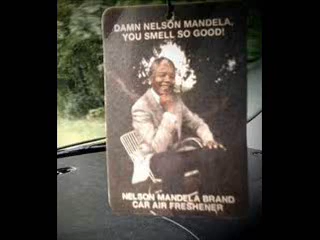 DAMN NELSON MANDELA,
YOU SMELL SO GOOD!
NELSON MANDELA BRAND
CAR AIR FRESHENER